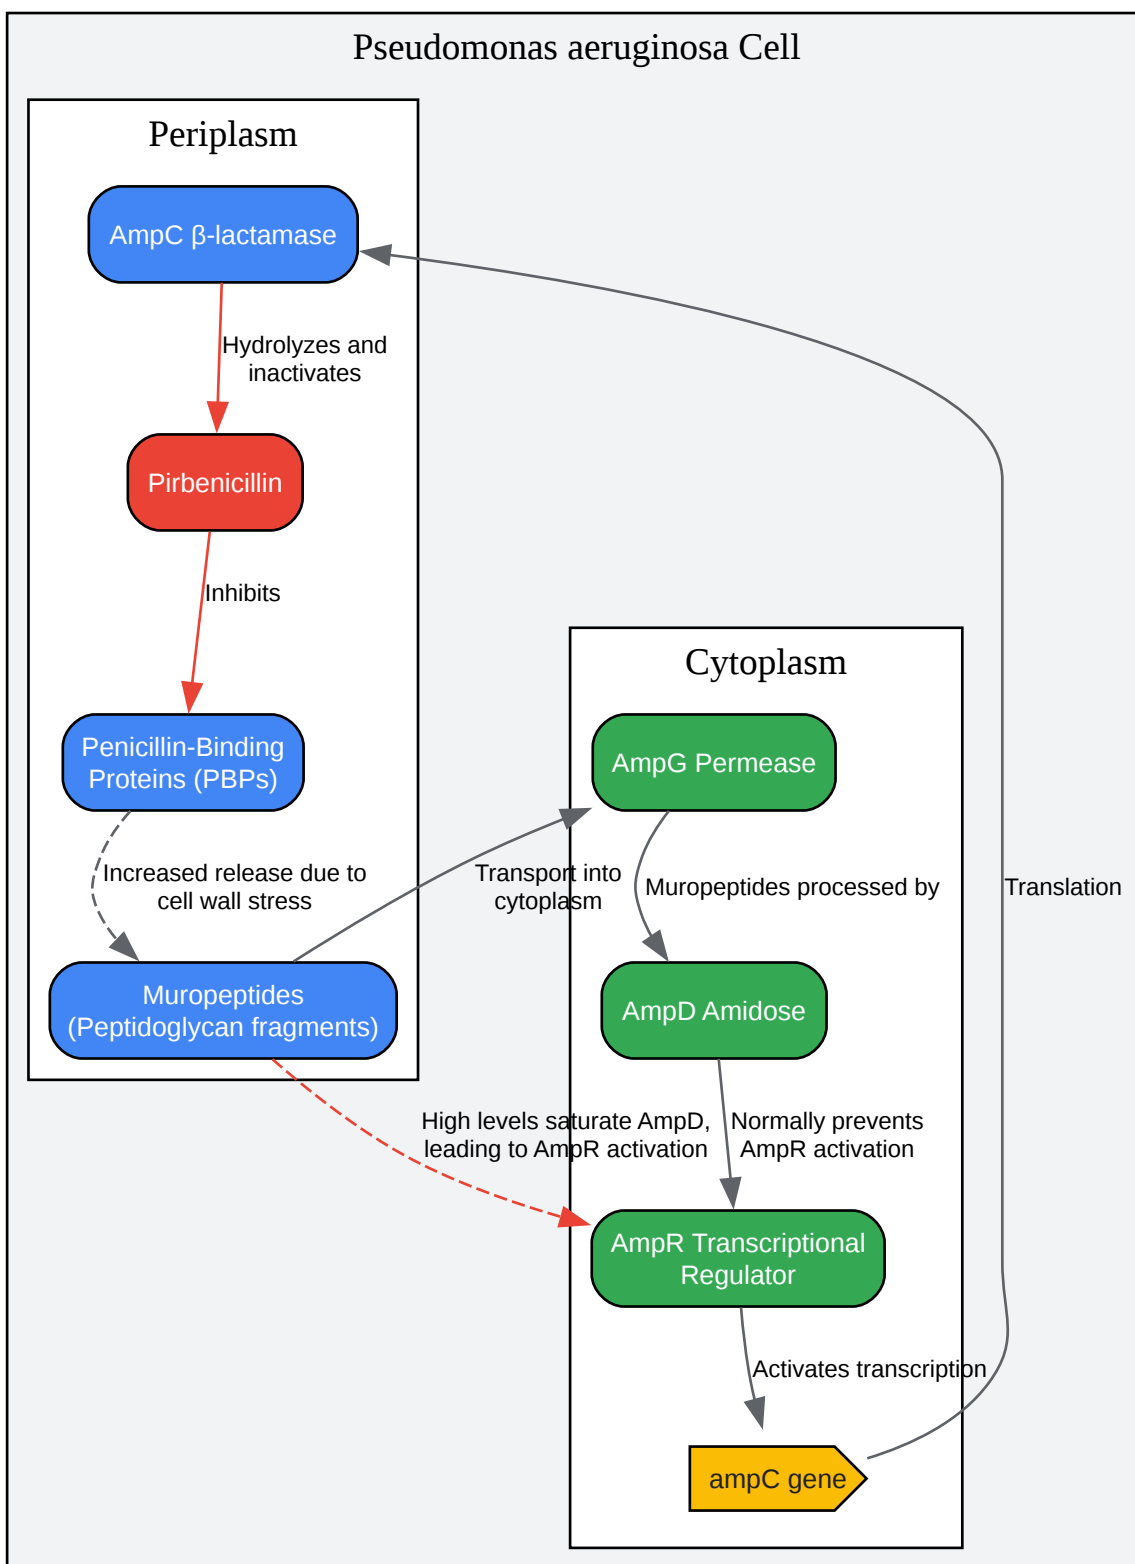 Pseudomonas aeruginosa Cell
Periplasm
AmpC β-lactamase
Hydrolyzes and
inactivates
Pirbenicillin
Inhibits
Cytoplasm
Penicillin-Binding
Proteins (PBPs)
AmpG Permease
Increased release due to
cell wall stress
Transport into
cytoplasm
Muropeptides processed by
Translation
Muropeptides
(Peptidoglycan fragments)
AmpD Amidose
High levels saturate AmpD,
leading to AmpR activation
Normally prevents
AmpR activation
AmpR Transcriptional
Regulator
Activates transcription
ampC gene